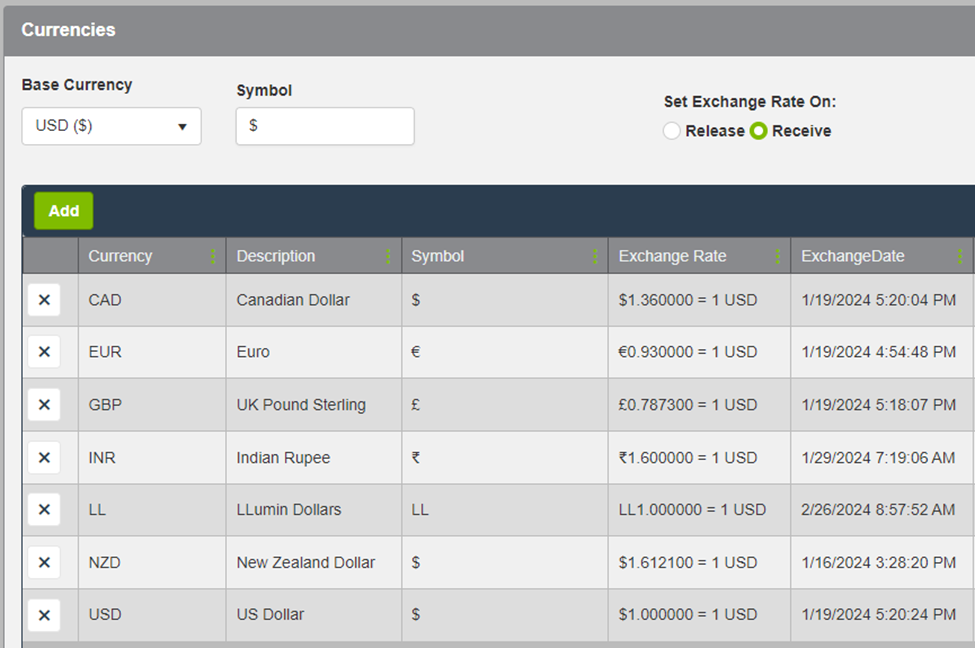 Currencies
Base Currency
Symbol
USD ($)
$
Set Exchange Rate On:
Release Receive
Add
Currency Description Symbol Exchange Rate ExchangeDate
CAD Canadian Dollar $ $1.360000 = 1 USD 1/19/2024 5:20:04 PM
EUR Euro € €0.930000 = 1 USD 1/19/2024 4:54:48 PM
GBP UK Pound Sterling £ £0.787300 = 1 USD 1/19/2024 5:18:07 PM
INR Indian Rupee ₹ ₹1.600000 = 1 USD 1/29/2024 7:19:06 AM
LL LLumin Dollars LL LL1.000000 = 1 USD 2/26/2024 8:57:52 AM
NZD New Zealand Dollar $ $1.612100 = 1 USD 1/16/2024 3:28:20 PM
USD US Dollar $ $1.000000 = 1 USD 1/19/2024 5:20:24 PM